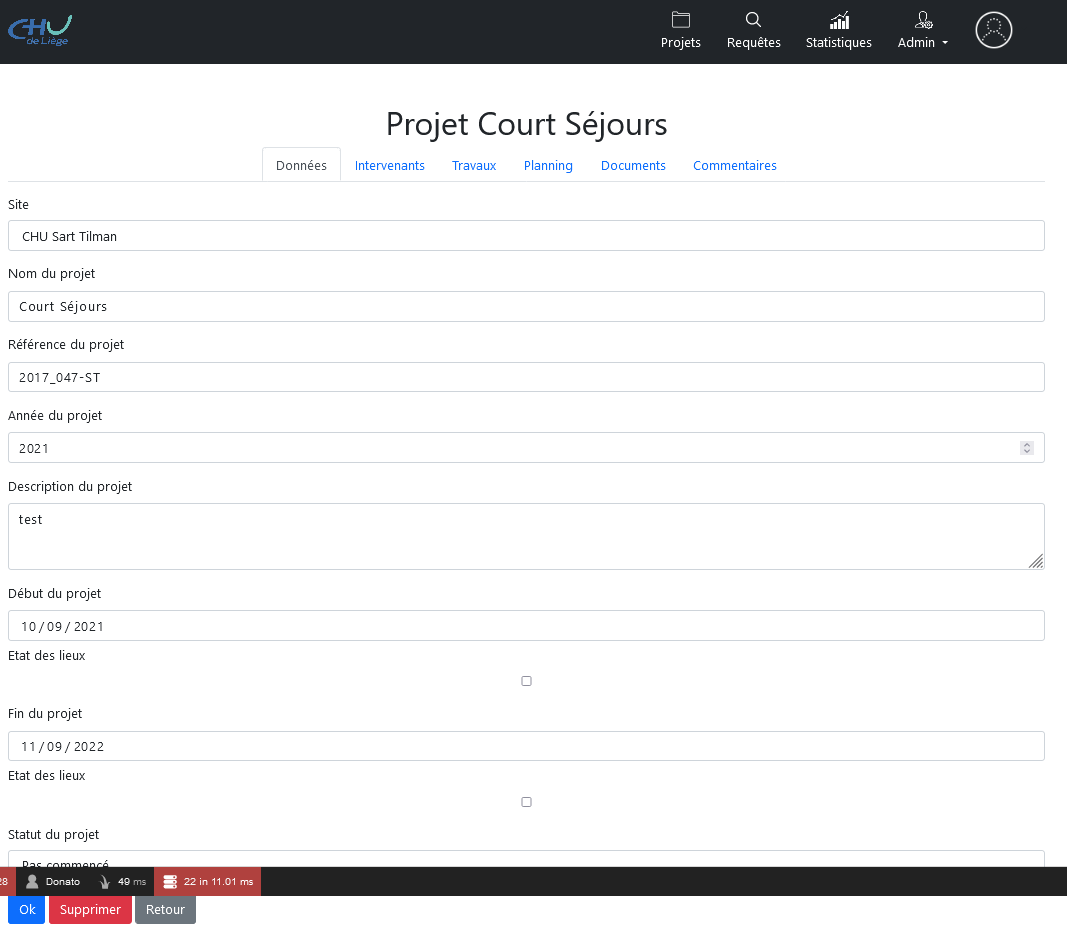 CHU
de Liège
Projets
Requêtes
Statistiques
Admin
Projet Court Séjours
Données Intervenants Travaux Planning Documents Commentaires
Site
CHU Sart Tilman
Nom du projet
Court Séjours
Référence du projet
2017_047-ST
Année du projet
2021
Description du projet
test
Début du projet
10/09/2021
Etat des lieux
Fin du projet
11/09/2022
Etat des lieux
Statut du projet
Pas commencé
28 Donato 49 ms 22 in 11.01 ms
Ok Supprimer Retour